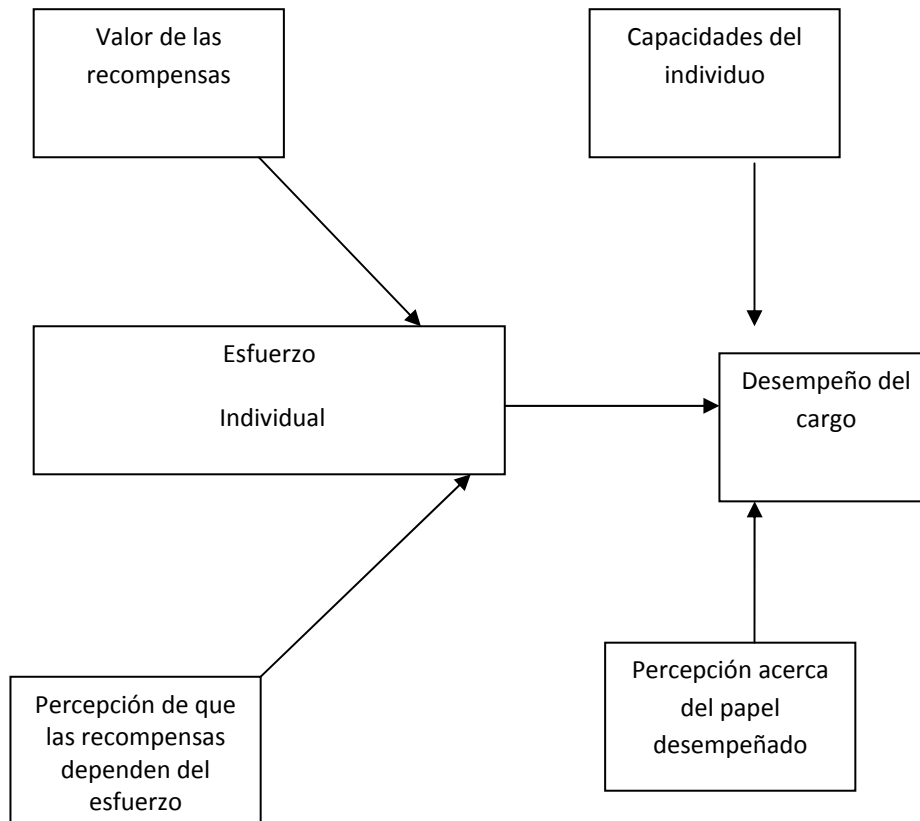 Valor de las
recompensas
Capacidades del
individuo
Esfuerzo
Individual
Desempeño del
cargo
Percepción de que
las recompensas
dependen del
esfuerzo
Percepción acerca
del papel
desempeñado